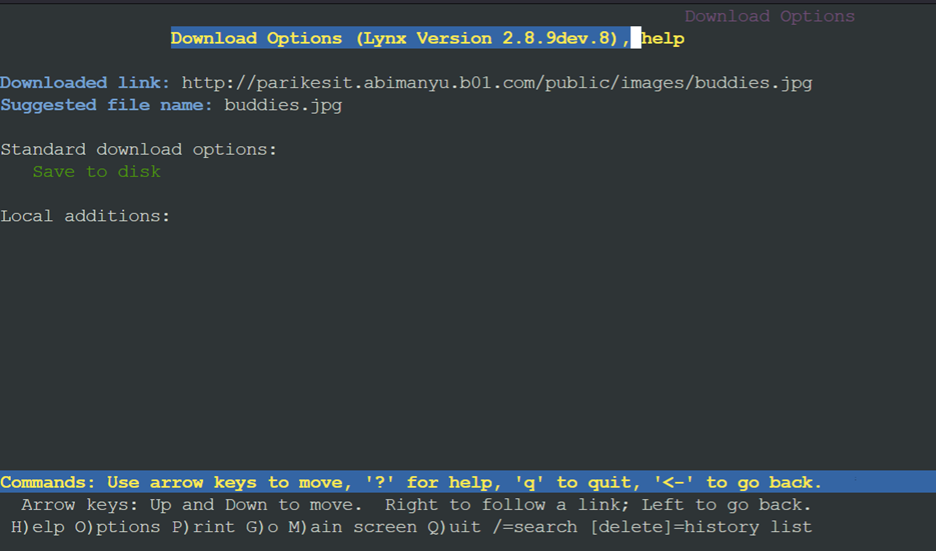 Download Options
Download Options (Lynx Version 2.8.9dev.8), help
Downloaded link: http://parikesit.abimanyu.b01.com/public/images/buddies.jpg
Suggested file name: buddies.jpg
Standard download options:
Save to disk
Local additions:
Commands: Use arrow keys to move, '?' for help, 'q' to quit, '<-' to go back.
Arrow keys: Up and Down to move. Right to follow a link; Left to go back.
H)elp O)ptions P)rint G)o M)ain screen Q)uit /=search [delete]=history list